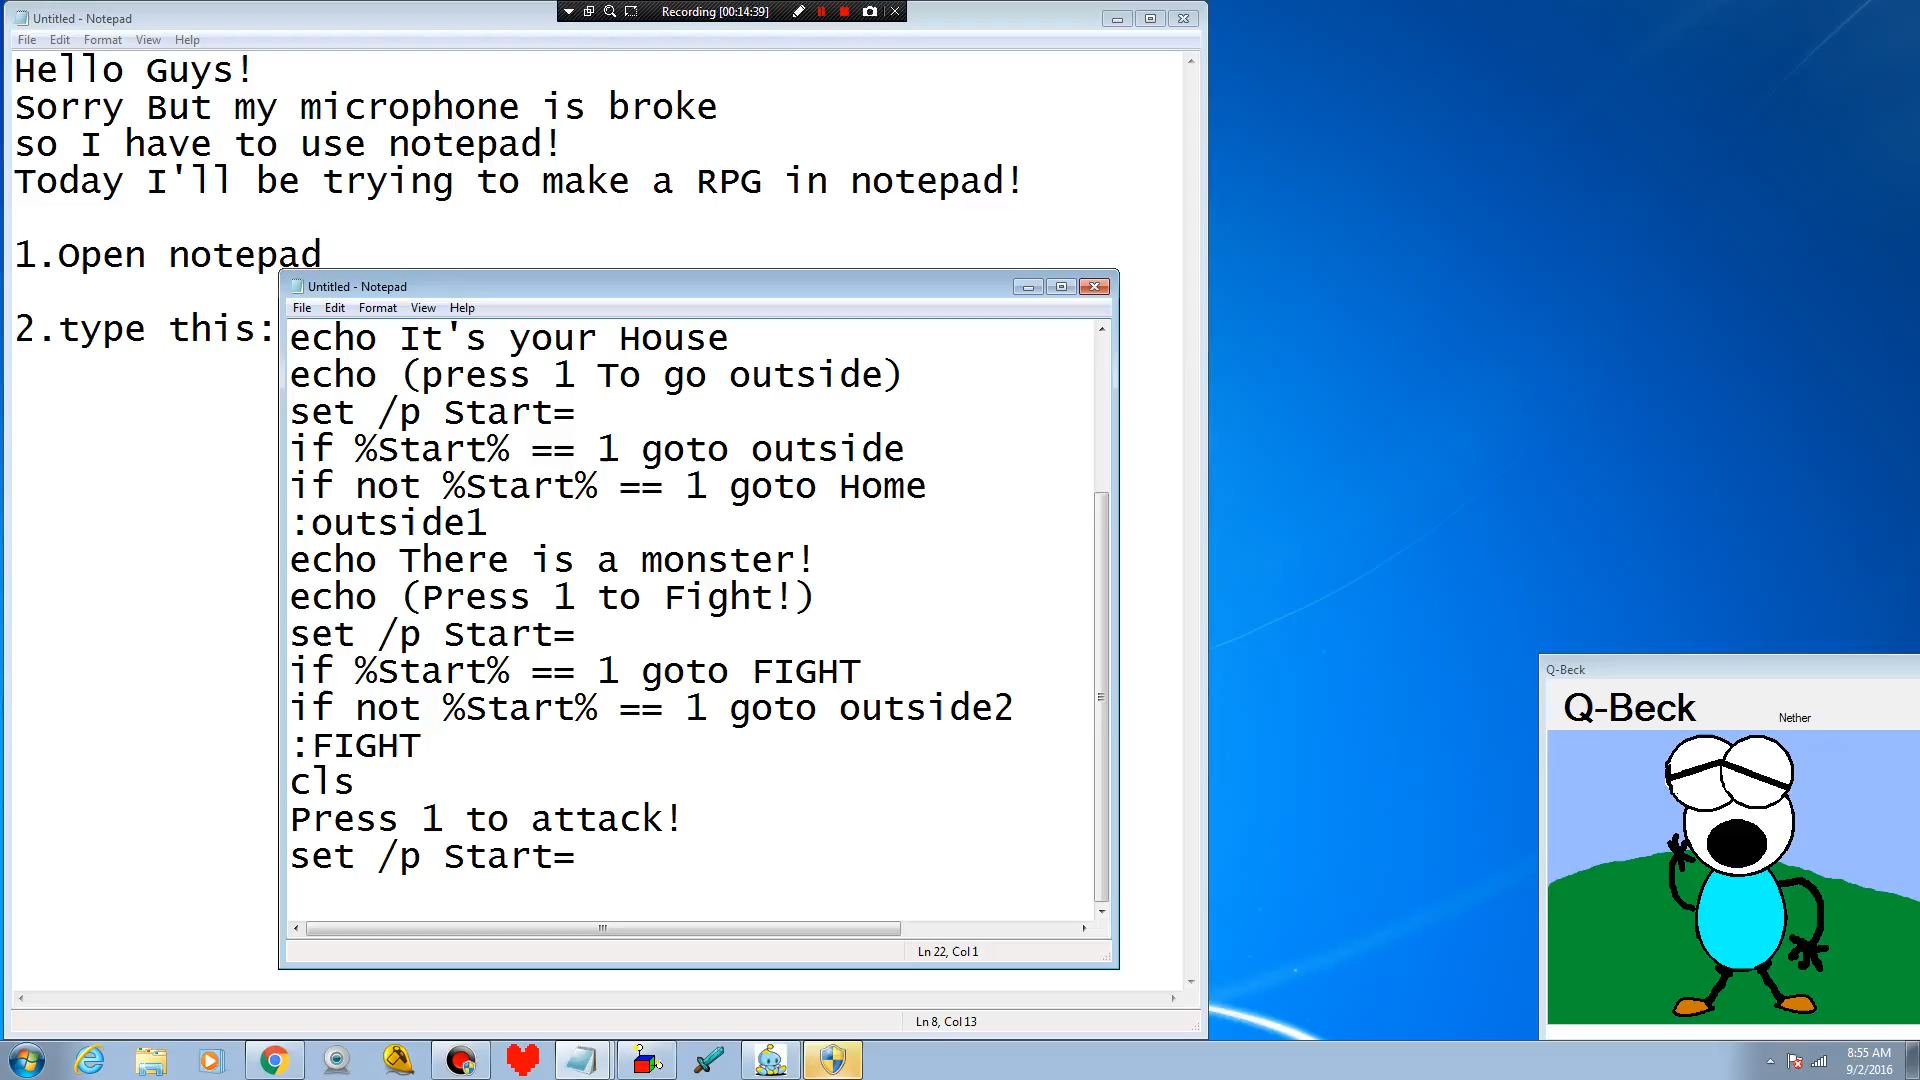 Untitled - Notepad
Recording [00:14:39]
File Edit Format View Help
Hello Guys!
Sorry But my microphone is broke
so I have to use notepad!
Today I'll be trying to make a RPG in notepad!
1.Open notepad
2.type this:
Untitled - Notepad
File Edit Format View Help
echo It's your House
echo (press 1 To go outside)
set /p Start=
if %Start% == 1 goto outside
if not %Start% == 1 goto Home
:outside1
echo There is a monster!
echo (Press 1 to Fight!)
set /p Start=
if %Start% == 1 goto FIGHT
if not %Start% == 1 goto outside2
:FIGHT
cls
Press 1 to attack!
set /p Start=
Ln 22, Col 1
Ln 8, Col 13
Q-Beck
Q-Beck
Nether
8:55 AM
9/2/2016